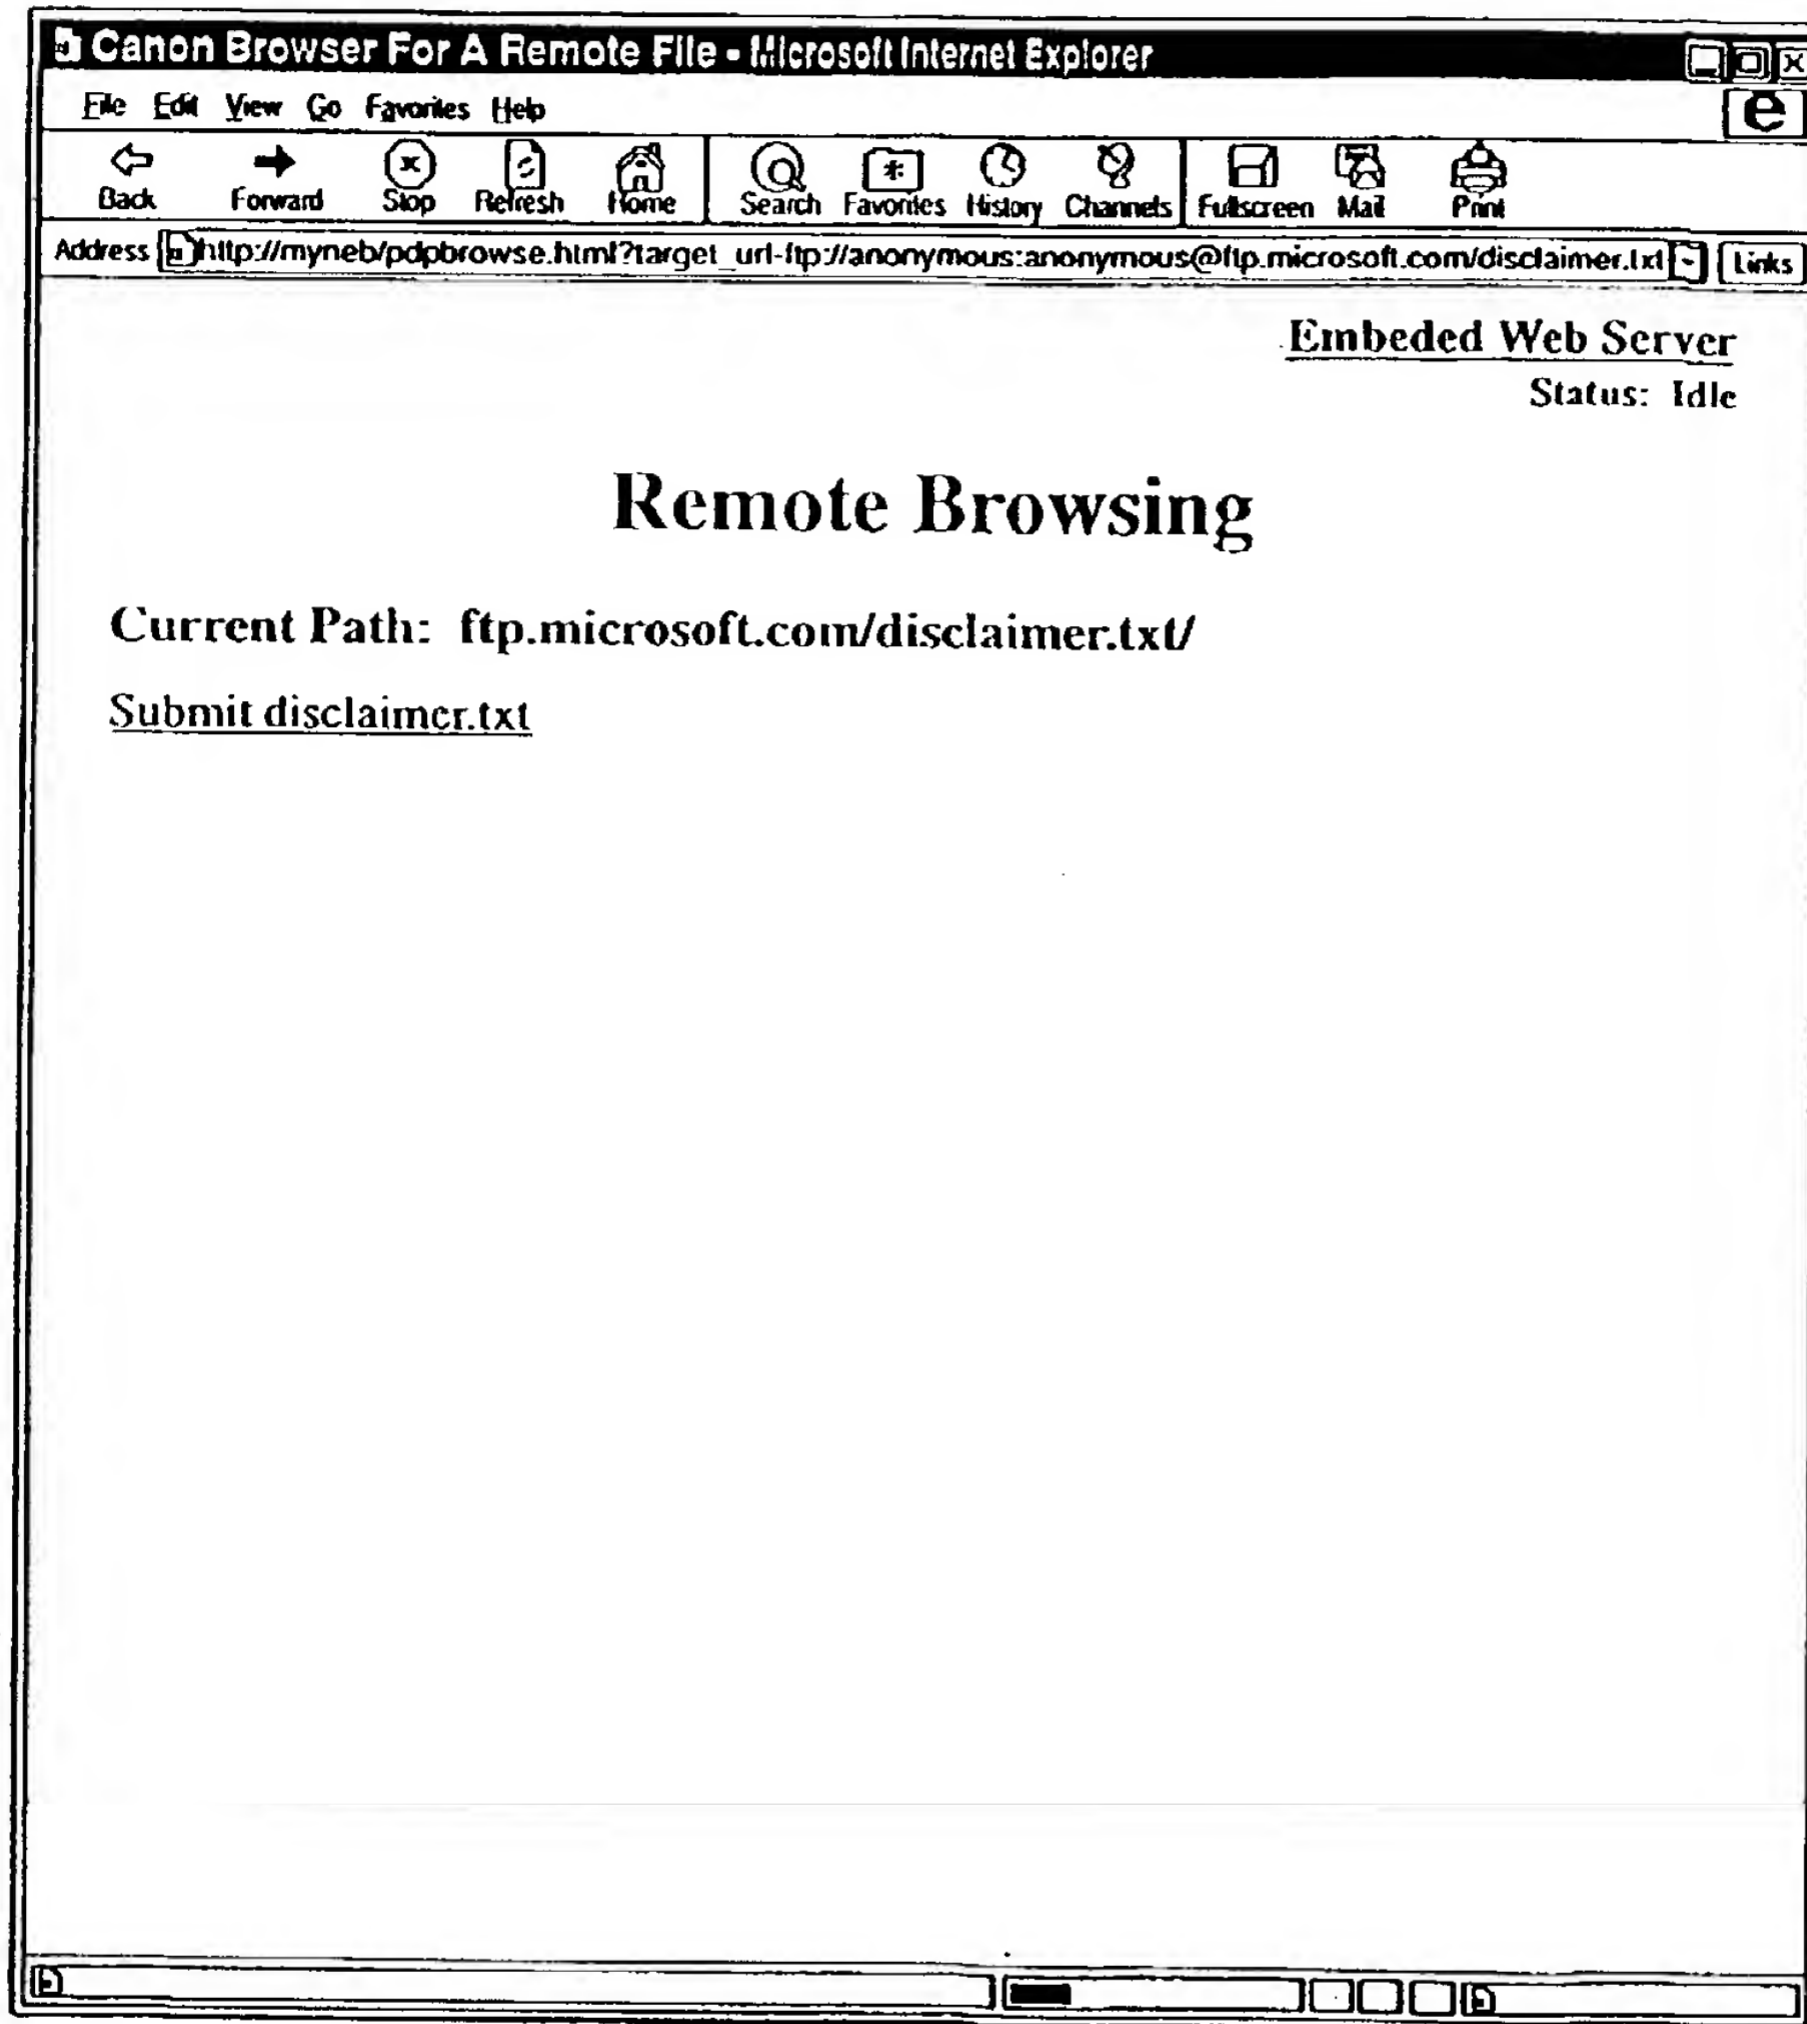 Canon Browser For A Remote File - Microsoft Internet Explorer
File Edit View Go Favorites Help
Back Forward Stop Refresh Home Search Favorites History Channels Fullscreen Mail Print
Address http://myneb/pdpbrowse.html?target_url-ftp://anonymous:anonymous@ftp.microsoft.com/disclaimer.txt Links
Embeded Web Server
Status: Idle
Remote Browsing
Current Path: ftp.microsoft.com/disclaimer.txt/
Submit disclaimer.txt